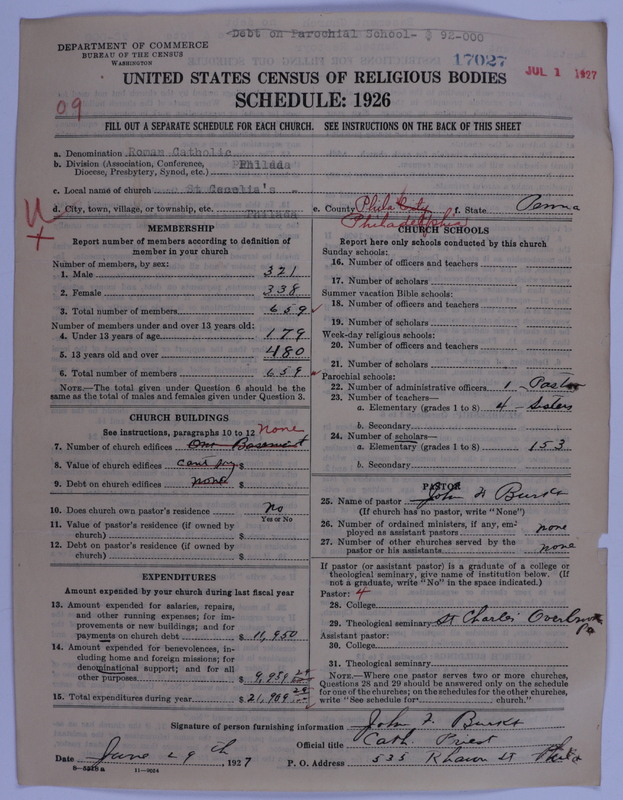 Debt on Parochial School- $ 92-000
DEPARTMENT OF COMMERCE
BUREAU OF THE CENSUS
WASHINGTON
17027
JUL 1 1927
UNITED STATES CENSUS OF RELIGIOUS BODIES
SCHEDULE: 1926
09
FILL OUT A SEPARATE SCHEDULE FOR EACH CHURCH. SEE INSTRUCTIONS ON THE BACK OF THIS SHEET
a. Denomination Roman Catholic
b. Division (Association, Conference, Diocese, Presbytery, Synod, etc.) Philada
c. Local name of church St Cecelia's
d. City, town, village, or township, etc. Philada e. County Phila f. State Penna
Philadelphia
MEMBERSHIP
Report number of members according to definition of member in your church
Number of members, by sex:
1. Male 321
2. Female 338
3. Total number of members 659
Number of members under and over 13 years old:
4. Under 13 years of age 179
5. 13 years old and over 480
6. Total number of members 659
NOTE.—The total given under Question 6 should be the same as the total of males and females given under Question 3.
CHURCH BUILDINGS
See instructions, paragraphs 10 to 12 none
7. Number of church edifices One Basement
8. Value of church edifices cant say $
9. Debt on church edifices none $
10. Does church own pastor's residence no
Yes or No
11. Value of pastor's residence (if owned by church) $
12. Debt on pastor's residence (if owned by church) $
EXPENDITURES
Amount expended by your church during last fiscal year
13. Amount expended for salaries, repairs, and other running expenses; for improvements or new buildings; and for payments on church debt $ 11,950
14. Amount expended for benevolences, including home and foreign missions; for denominational support; and for all other purposes $ 9,959 29
15. Total expenditures during year $ 21,909 29
CHURCH SCHOOLS
Report here only schools conducted by this church
Sunday schools:
16. Number of officers and teachers
17. Number of scholars
Summer vacation Bible schools:
18. Number of officers and teachers
19. Number of scholars
Week-day religious schools:
20. Number of officers and teachers
21. Number of scholars
Parochial schools:
22. Number of administrative officers 1 - Pastor
23. Number of teachers—
a. Elementary (grades 1 to 8) 4 - Sisters
b. Secondary
24. Number of scholars—
a. Elementary (grades 1 to 8) 153
b. Secondary
PASTOR
25. Name of pastor John F Burks
(If church has no pastor, write "None")
26. Number of ordained ministers, if any, employed as assistant pastors none
27. Number of other churches served by the pastor or his assistants none
If pastor (or assistant pastor) is a graduate of a college or theological seminary, give name of institution below. (If not a graduate, write "No" in the space indicated.)
Pastor: 4
28. College
29. Theological seminary St Charles Overbrook Pa
Assistant pastor:
30. College
31. Theological seminary
NOTE.—Where one pastor serves two or more churches, Questions 28 and 29 should be answered only on the schedule for one of the churches; on the schedules for the other churches, write "See schedule for church."
Signature of person furnishing information John F. Burks
Official title Cath. Priest
Date June 29th 1927 P. O. Address 535 Rhawn St Phila
11—9024